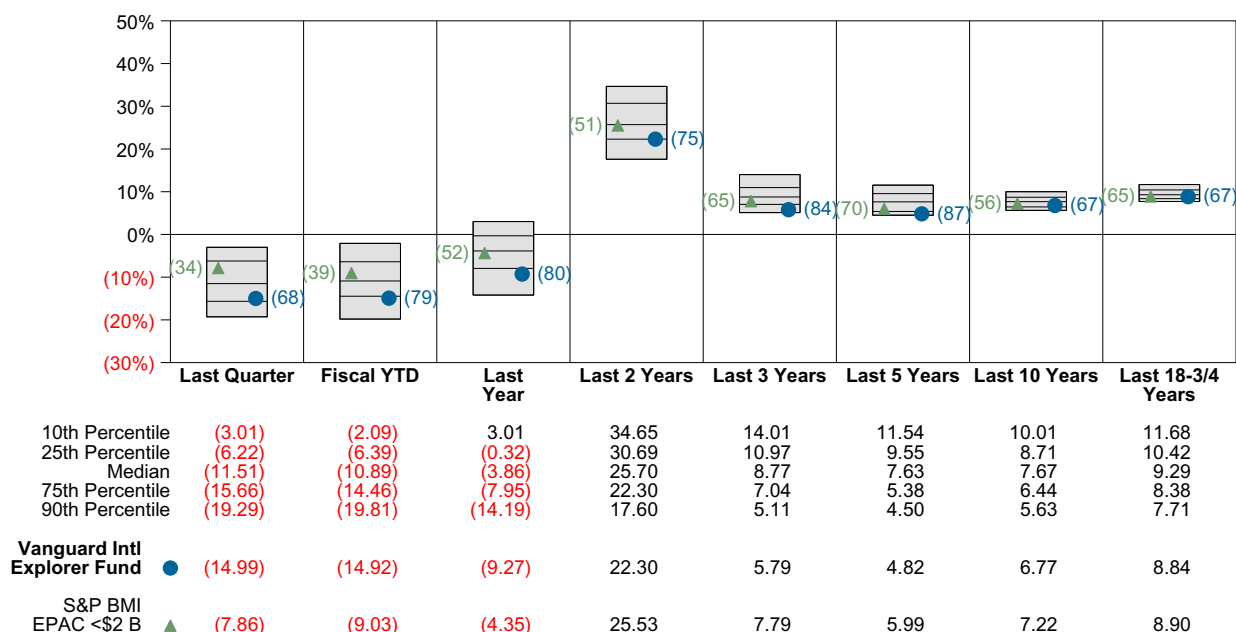 50%
40%
30%
20%
10%
0%
(10%)
(20%)
(30%)
(34)
(68)
(39)
(79)
(52)
(80)
(51)
(75)
(65)
(84)
(70)
(87)
(56)
(67)
(65)
(67)
Last Quarter Fiscal YTD Last Year Last 2 Years Last 3 Years Last 5 Years Last 10 Years Last 18-3/4 Years
10th Percentile (3.01) (2.09) 3.01 34.65 14.01 11.54 10.01 11.68
25th Percentile (6.22) (6.39) (0.32) 30.69 10.97 9.55 8.71 10.42
Median (11.51) (10.89) (3.86) 25.70 8.77 7.63 7.67 9.29
75th Percentile (15.66) (14.46) (7.95) 22.30 7.04 5.38 6.44 8.38
90th Percentile (19.29) (19.81) (14.19) 17.60 5.11 4.50 5.63 7.71
Vanguard Intl
Explorer Fund (14.99) (14.92) (9.27) 22.30 5.79 4.82 6.77 8.84
S&P BMI
EPAC <$2 B (7.86) (9.03) (4.35) 25.53 7.79 5.99 7.22 8.90